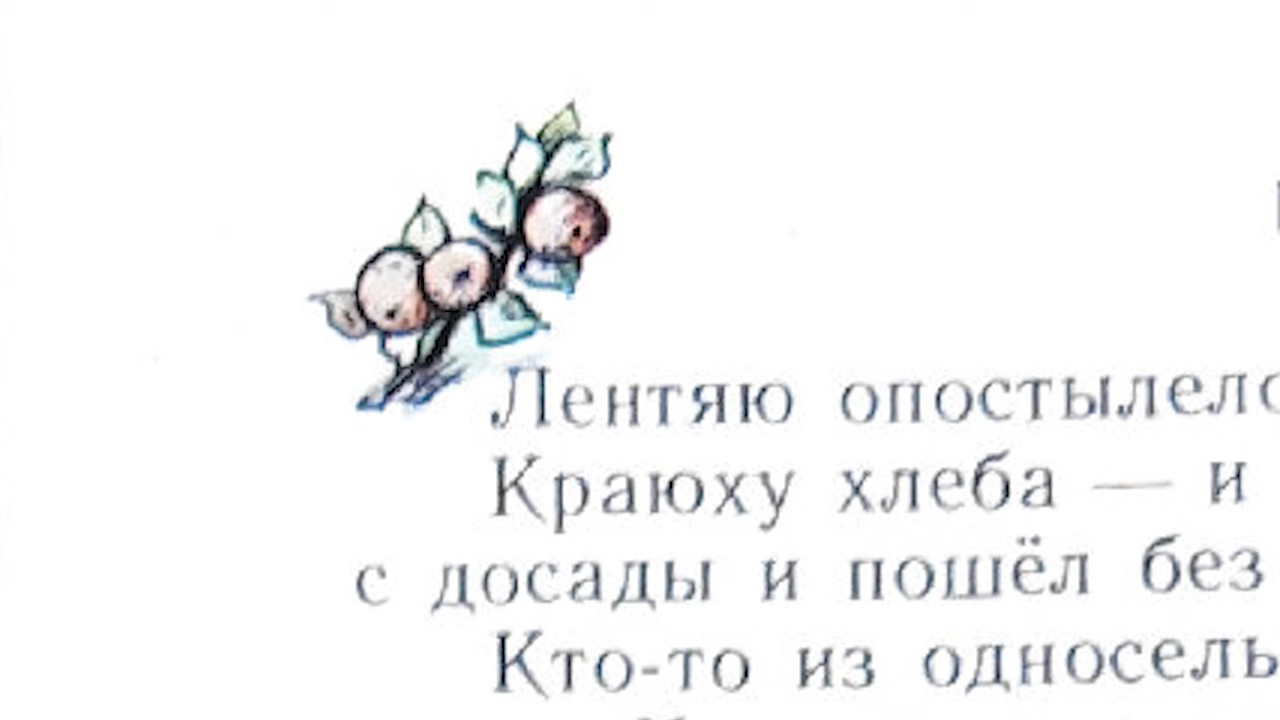 Лентяю опостылело
Краюху хлеба — и
с досады и пошёл без
Кто-то из односель